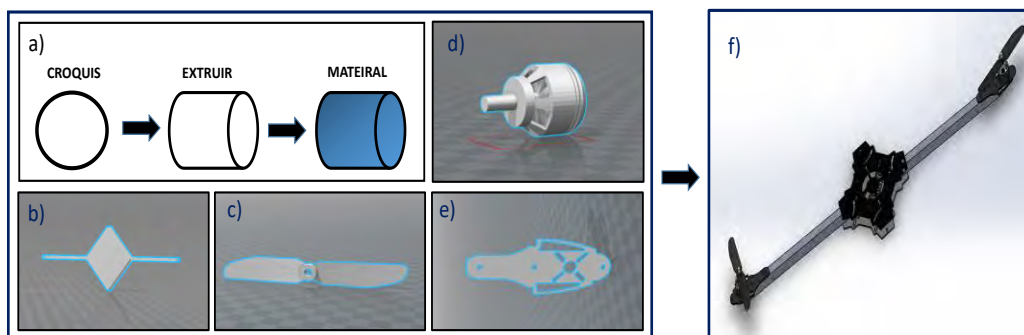 a)
CROQUIS
EXTRUIR
MATEIRAL
b)
c)
d)
e)
f)